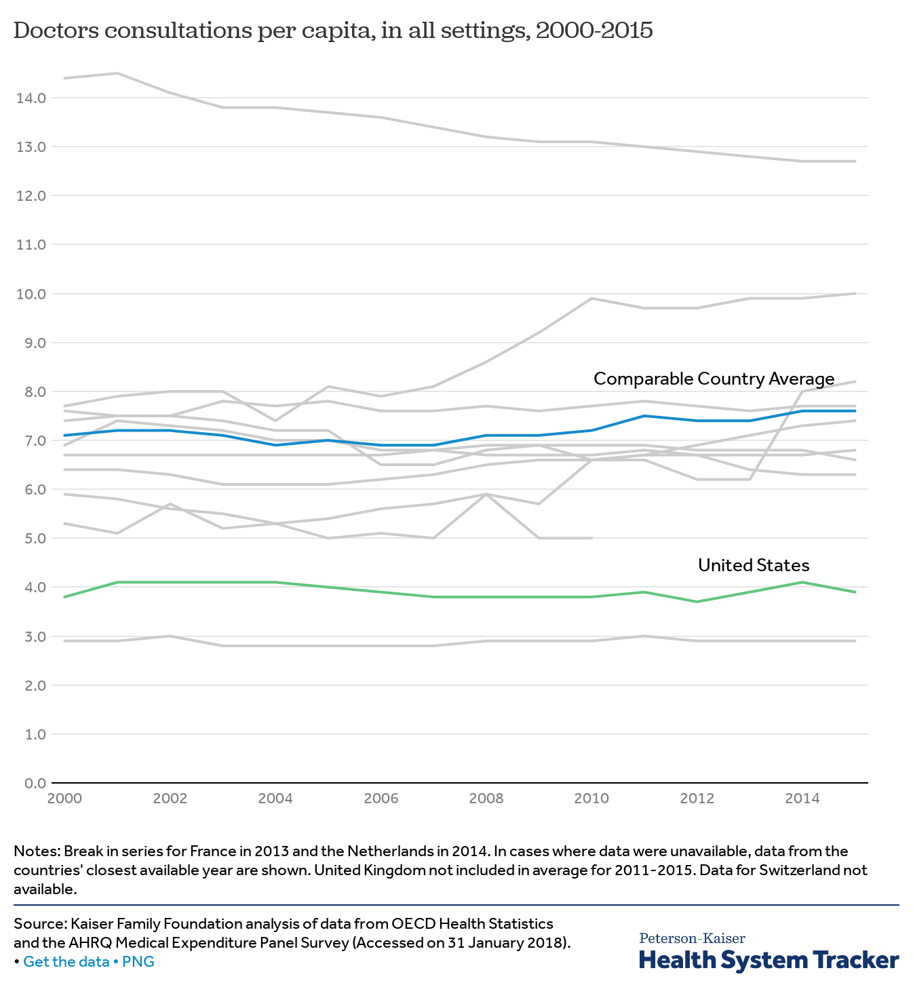 Doctors consultations per capita, in all settings, 2000-2015
14.0
13.0
12.0
11.0
10.0
9.0
Comparable Country Average
8.0
7.0
6.0
5.0
United States
4.0
3.0
2.0
1.0
0.0
2000 2002 2004 2006 2008 2010 2012 2014
Notes: Break in series for France in 2013 and the Netherlands in 2014. In cases where data were unavailable, data from the
countries' closest available year are shown. United Kingdom not included in average for 2011-2015. Data for Switzerland not
available.
Source: Kaiser Family Foundation analysis of data from OECD Health Statistics
and the AHRQ Medical Expenditure Panel Survey (Accessed on 31 January 2018).
• Get the data • PNG
Peterson-Kaiser
Health System Tracker